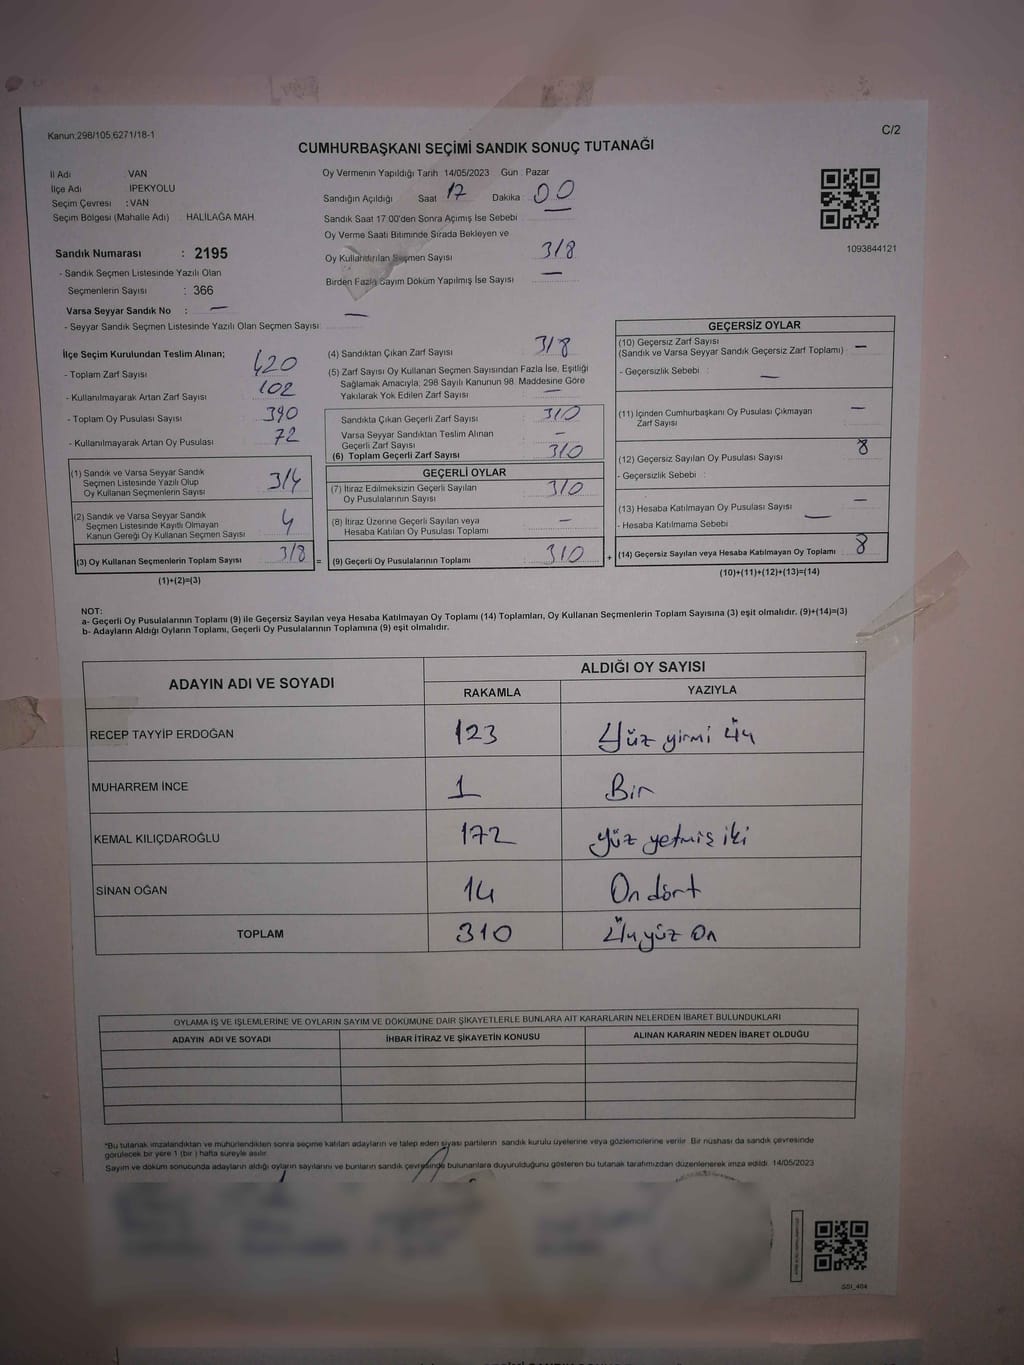 Kanun:298/105,6271/18-1
C/2
CUMHURBAŞKANI SEÇİMİ SANDIK SONUÇ TUTANAĞI
İl Adı VAN
İlçe Adı IPEKYOLU
Seçim Çevresi : VAN
Seçim Bölgesi (Mahalle Adı) HALİLAĞA MAH.
Sandık Numarası : 2195
- Sandık Seçmen Listesinde Yazılı Olan
Seçmenlerin Sayısı : 366
Varsa Seyyar Sandık No : —
- Seyyar Sandık Seçmen Listesinde Yazılı Olan Seçmen Sayısı —
Oy Vermenin Yapıldığı Tarih 14/05/2023 Gün : Pazar
Sandığın Açıldığı Saat 17 Dakika 00
Sandık Saat 17:00'den Sonra Açımış İse Sebebi —
Oy Verme Saati Bitiminde Sırada Bekleyen ve
Oy Kullandırılan Seçmen Sayısı 318
Birden Fazla Sayım Döküm Yapılmış İse Sayısı —
1093844121
İlçe Seçim Kurulundan Teslim Alınan;
- Toplam Zarf Sayısı 420
- Kullanılmayarak Artan Zarf Sayısı 102
- Toplam Oy Pusulası Sayısı 390
- Kullanılmayarak Artan Oy Pusulası 72
(1) Sandık ve Varsa Seyyar Sandık
Seçmen Listesinde Yazılı Olup
Oy Kullanan Seçmenlerin Sayısı 314
(2) Sandık ve Varsa Seyyar Sandık
Seçmen Listesinde Kayıtlı Olmayan
Kanun Gereği Oy Kullanan Seçmen Sayısı 4
(3) Oy Kullanan Seçmenlerin Toplam Sayısı 318 =
(1)+(2)=(3)
(4) Sandıktan Çıkan Zarf Sayısı 318
(5) Zarf Sayısı Oy Kullanan Seçmen Sayısından Fazla İse, Eşitliği
Sağlamak Amacıyla; 298 Sayılı Kanunun 98. Maddesine Göre
Yakılarak Yok Edilen Zarf Sayısı —
Sandıkta Çıkan Geçerli Zarf Sayısı 310
Varsa Seyyar Sandıktan Teslim Alınan
Geçerli Zarf Sayısı —
(6) Toplam Geçerli Zarf Sayısı 310
GEÇERLİ OYLAR
(7) İtiraz Edilmeksizin Geçerli Sayılan
Oy Pusulalarının Sayısı 310
(8) İtiraz Üzerine Geçerli Sayılan veya
Hesaba Katılan Oy Pusulası Toplamı —
(9) Geçerli Oy Pusulalarının Toplamı 310 +
GEÇERSİZ OYLAR
(10) Geçersiz Zarf Sayısı
(Sandık ve Varsa Seyyar Sandık Geçersiz Zarf Toplamı) —
- Geçersizlik Sebebi : —
(11) İçinden Cumhurbaşkanı Oy Pusulası Çıkmayan
Zarf Sayısı —
(12) Geçersiz Sayılan Oy Pusulası Sayısı 8
- Geçersizlik Sebebi :
(13) Hesaba Katılmayan Oy Pusulası Sayısı —
- Hesaba Katılmama Sebebi —
(14) Geçersiz Sayılan veya Hesaba Katılmayan Oy Toplamı 8
(10)+(11)+(12)+(13)=(14)
NOT:
a- Geçerli Oy Pusulalarının Toplamı (9) ile Geçersiz Sayılan veya Hesaba Katılmayan Oy Toplamı (14) Toplamları, Oy Kullanan Seçmenlerin Toplam Sayısına (3) eşit olmalıdır. (9)+(14)=(3)
b- Adayların Aldığı Oyların Toplamı, Geçerli Oy Pusulalarının Toplamına (9) eşit olmalıdır.
ADAYIN ADI VE SOYADI
ALDIĞI OY SAYISI
RAKAMLA YAZIYLA
RECEP TAYYİP ERDOĞAN 123 Yüz yirmi üç
MUHARREM İNCE 1 Bir
KEMAL KILIÇDAROĞLU 172 yüz yetmiş iki
SİNAN OĞAN 14 On dört
TOPLAM 310 Üçyüz On
OYLAMA İŞ VE İŞLEMLERİNE VE OYLARIN SAYIM VE DÖKÜMÜNE DAİR ŞİKAYETLERLE BUNLARA AİT KARARLARIN NELERDEN İBARET BULUNDUKLARI
ADAYIN ADI VE SOYADI İHBAR İTİRAZ VE ŞİKAYETİN KONUSU ALINAN KARARIN NEDEN İBARET OLDUĞU
*Bu tutanak imzalandıktan ve mühürlendikten sonra seçime katılan adayların ve talep eden siyasi partilerin sandık kurulu üyelerine veya gözlemcilerine verilir. Bir nüshası da sandık çevresinde
görülecek bir yere 1 (bir ) hafta süreyle asılır.
Sayım ve döküm sonucunda adayların aldığı oyların sayılarını ve bunların sandık çevresinde bulunanlara duyurulduğunu gösteren bu tutanak tarafımızdan düzenlenerek imza edildi. 14/05/2023
SSI_404